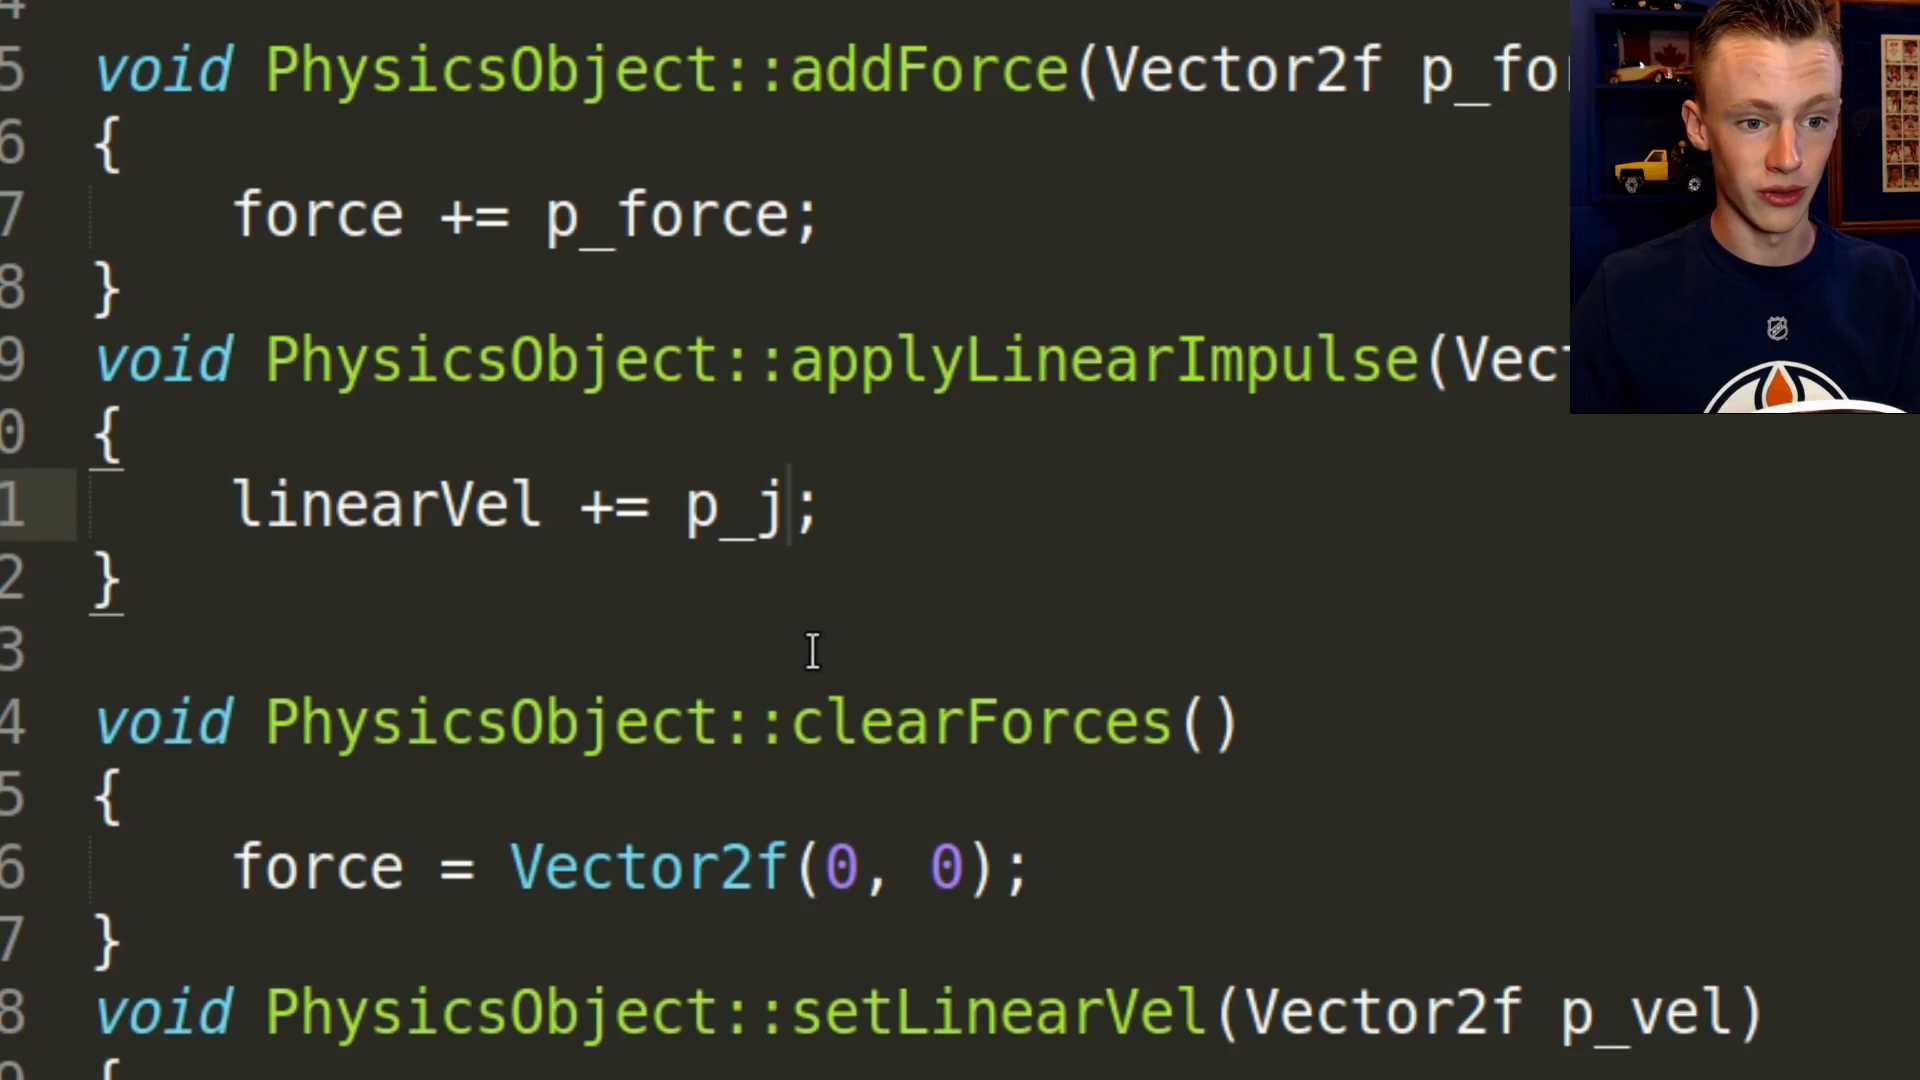 5 void PhysicsObject::addForce(Vector2f p_fo
6 {
7 force += p_force;
8 }
9 void PhysicsObject::applyLinearImpulse(Vect
0 {
1 linearVel += p_j;
2 }
3
4 void PhysicsObject::clearForces()
5 {
6 force = Vector2f(0, 0);
7 }
8 void PhysicsObject::setLinearVel(Vector2f p_vel)
{